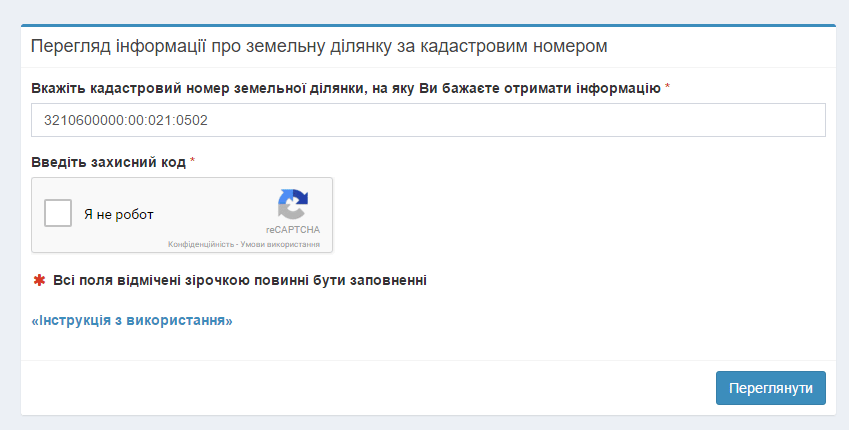 Перегляд інформації про земельну ділянку за кадастровим номером
Вкажіть кадастровий номер земельної ділянки, на яку Ви бажаєте отримати інформацію *
3210600000:00:021:0502
Введіть захисний код *
Я не робот
reCAPTCHA
Конфіденційність - Умови використання
✱ Всі поля відмічені зірочкою повинні бути заповненні
«Інструкція з використання»
Переглянути